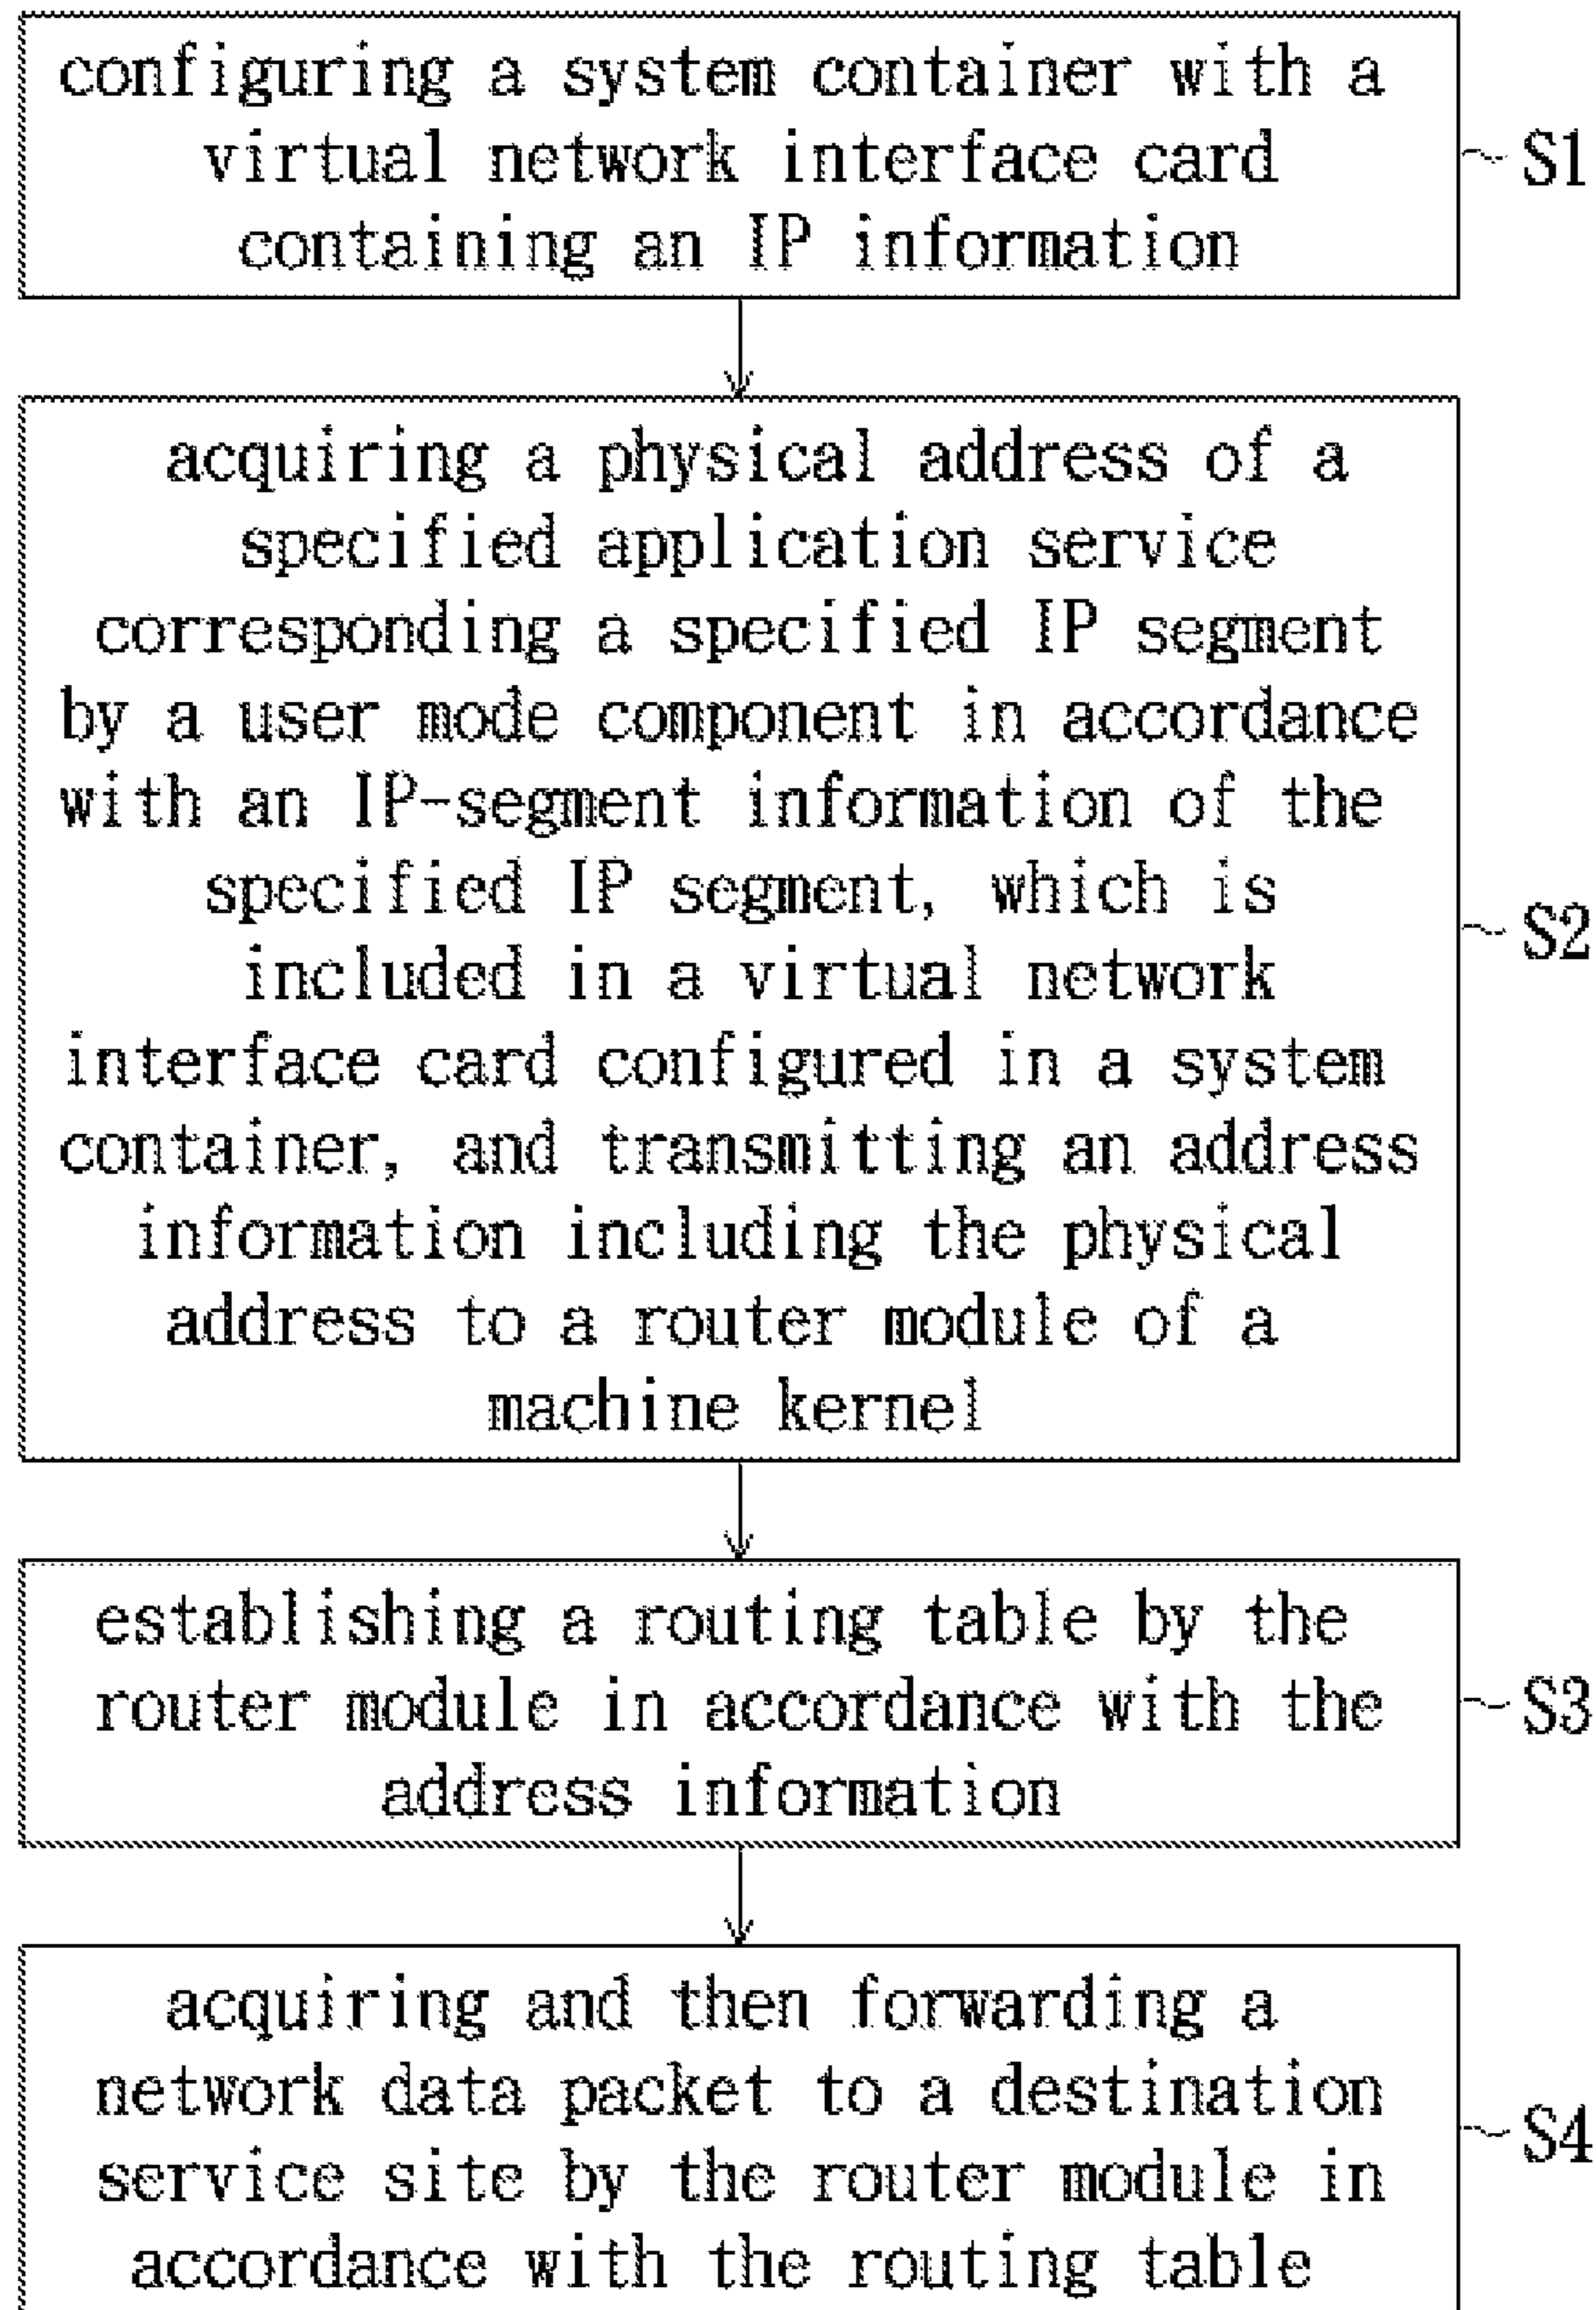 configuring a system container with a
virtual network interface card
containing an IP information
S1
acquiring a physical address of a
specified application service
corresponding a specified IP segment
by a user mode component in accordance
with an IP-segment information of the
specified IP segment, which is
included in a virtual network
interface card configured in a system
container, and transmitting an address
information including the physical
address to a router module of a
machine kernel
S2
establishing a routing table by the
router module in accordance with the
address information
S3
acquiring and then forwarding a
network data packet to a destination
service site by the router module in
accordance with the routing table
S4